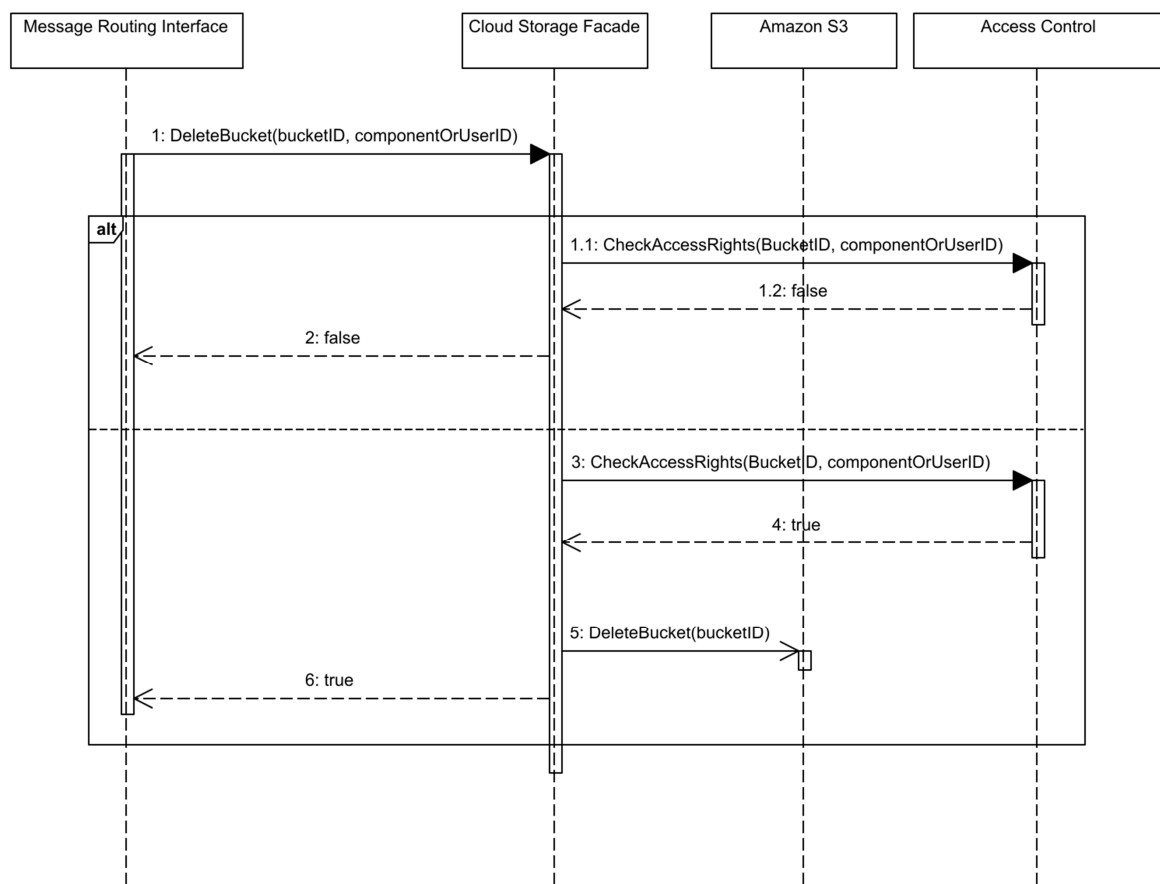 Message Routing Interface
Cloud Storage Facade
Amazon S3
Access Control
1: DeleteBucket(bucketID, componentOrUserID)
alt
1.1: CheckAccessRights(BucketID, componentOrUserID)
1.2: false
2: false
3: CheckAccessRights(BucketID, componentOrUserID)
4: true
5: DeleteBucket(bucketID)
6: true